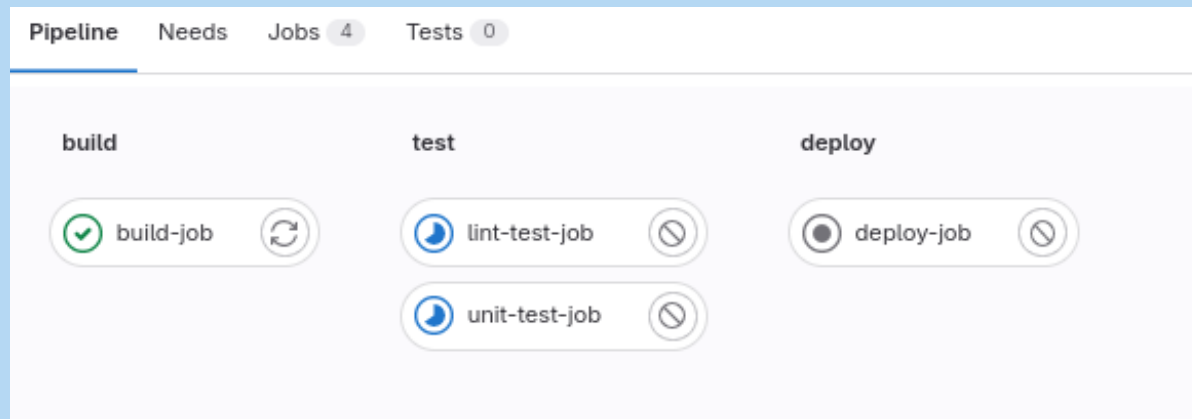 Pipeline Needs Jobs 4 Tests 0
build test deploy
build-job lint-test-job deploy-job
unit-test-job